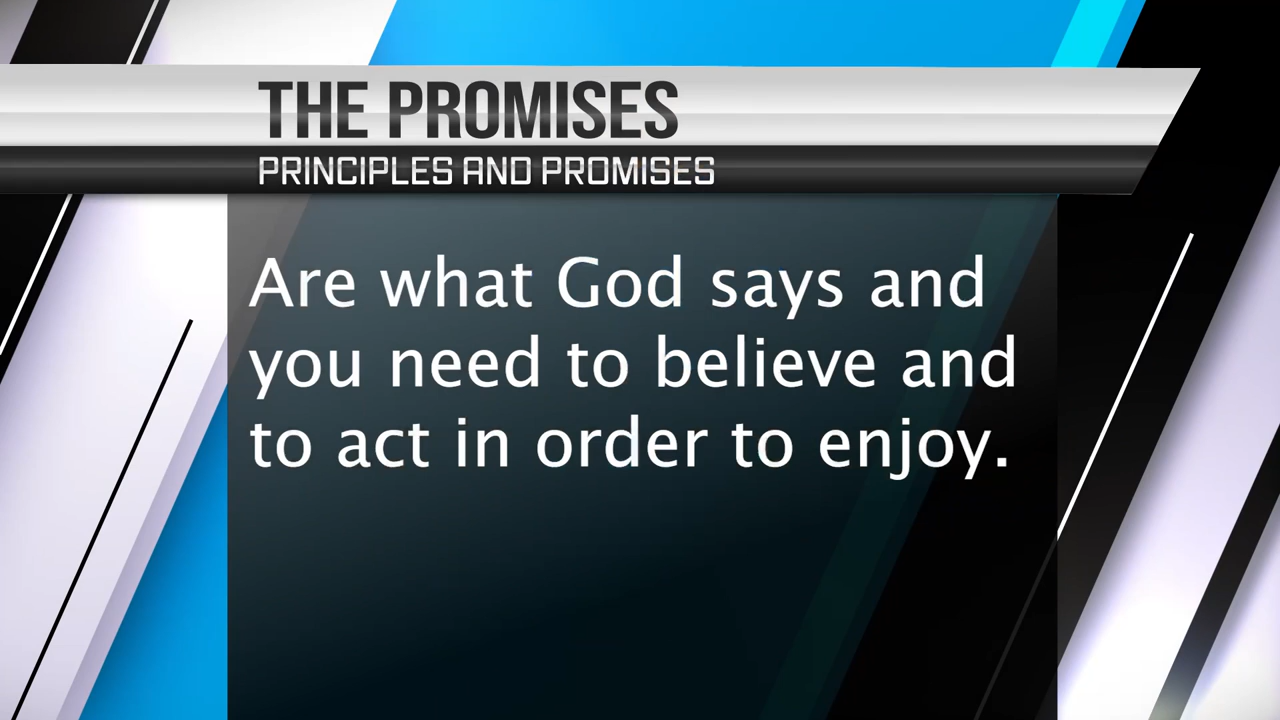 THE PROMISES
PRINCIPLES AND PROMISES
Are what God says and
you need to believe and
to act in order to enjoy.